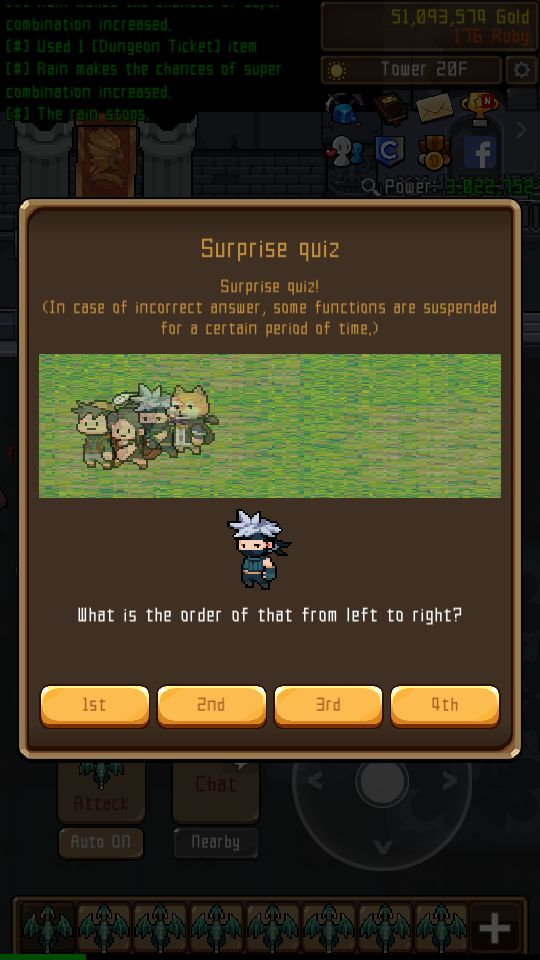 combination increased.
[#] Used 1 [Dungeon Ticket] item
[#] Rain makes the chances of super
combination increased.
[#] The rain stops.
51,093,574 Gold
176 Ruby
Tower 20F
N
C
f
Power: 3,022,752
Surprise quiz
Surprise quiz!
(In case of incorrect answer, some functions are suspended
for a certain period of time.)
What is the order of that from left to right?
1st
2nd
3rd
4th
Attack
Chat
Auto ON
Nearby